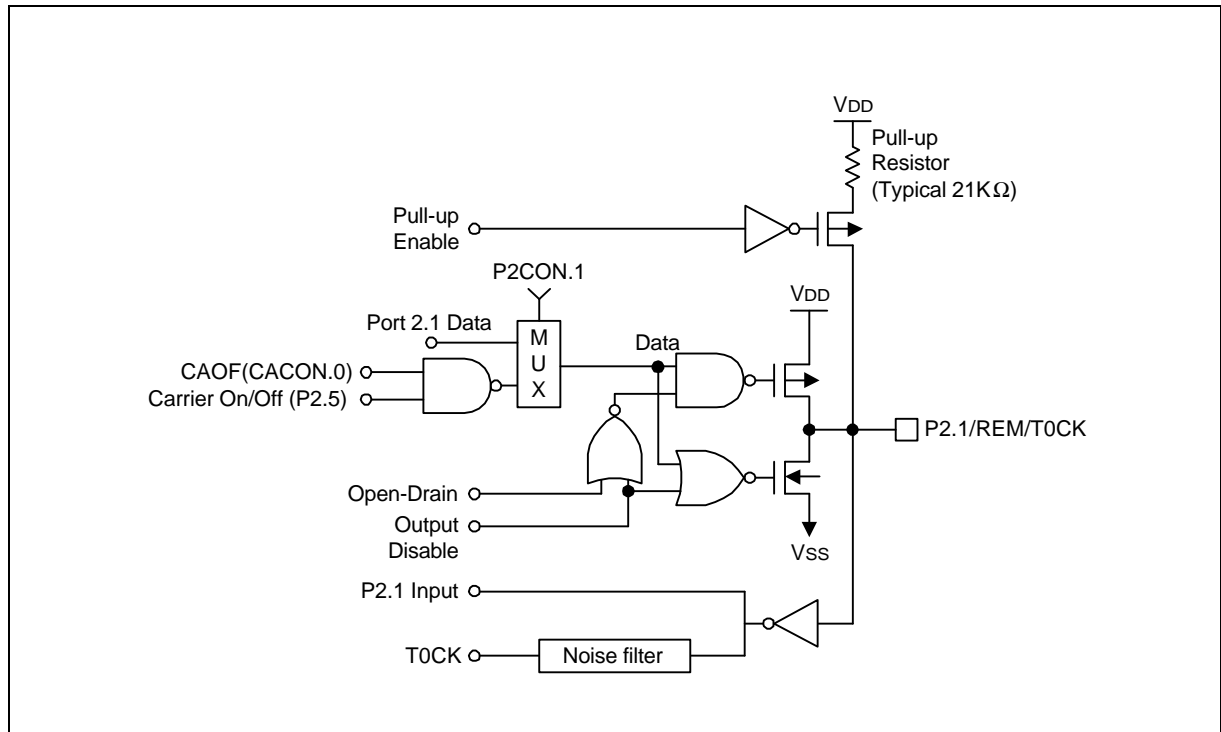 VDD
Pull-up
Resistor
(Typical 21KΩ)
Pull-up
Enable
P2CON.1
VDD
Port 2.1 Data
M
U
X
Data
CAOF(CACON.0)
Carrier On/Off (P2.5)
P2.1/REM/T0CK
Open-Drain
Output
Disable
VSS
P2.1 Input
T0CK
Noise filter